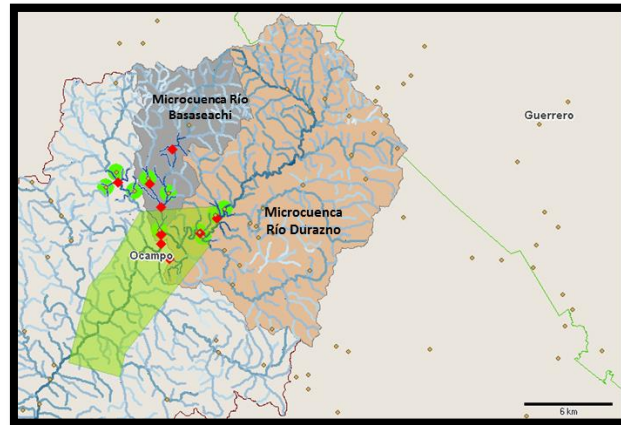 Microcuenca Río
Basaseachi
Guerrero
Microcuenca
Río Durazno
Ocampo
6 km